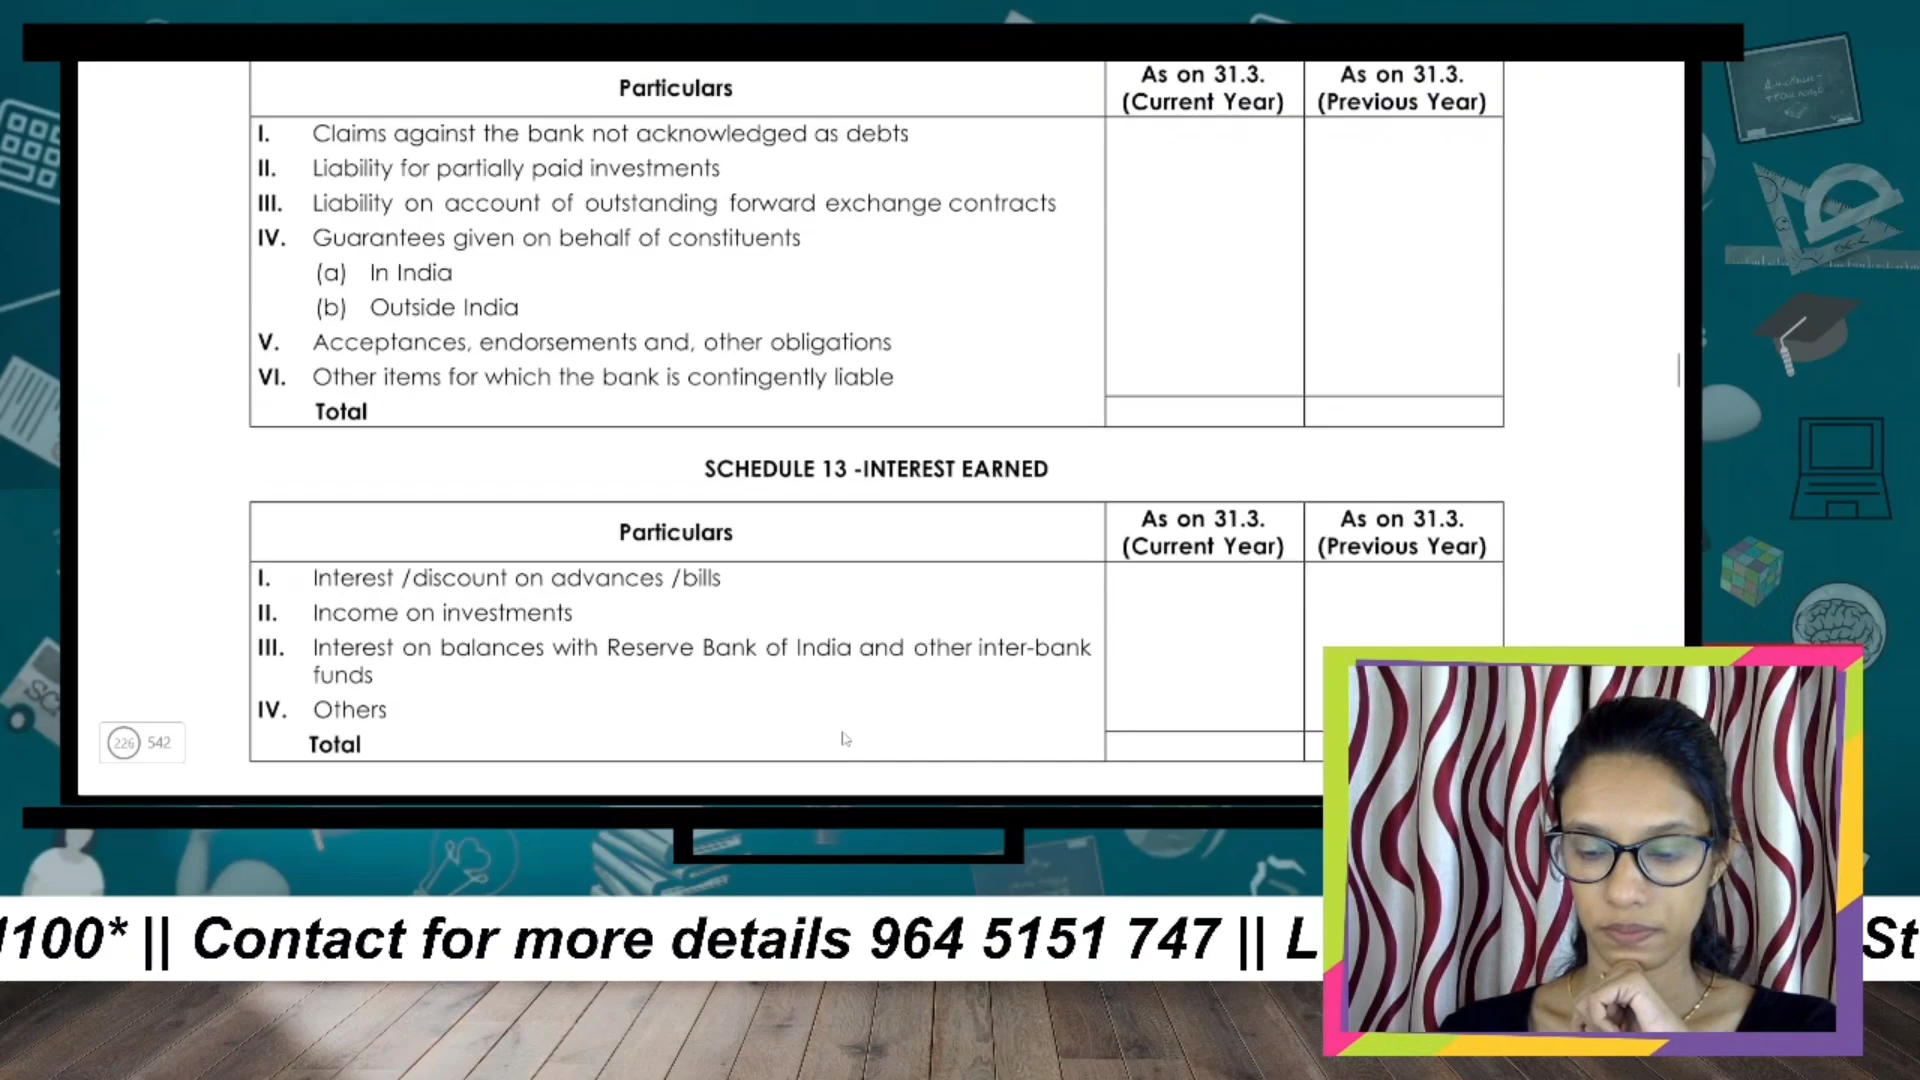 Particulars
As on 31.3.
(Current Year)
As on 31.3.
(Previous Year)
I. Claims against the bank not acknowledged as debts
II. Liability for partially paid investments
III. Liability on account of outstanding forward exchange contracts
IV. Guarantees given on behalf of constituents
(a) In India
(b) Outside India
V. Acceptances, endorsements and, other obligations
VI. Other items for which the bank is contingently liable
Total
SCHEDULE 13 -INTEREST EARNED
Particulars
As on 31.3.
(Current Year)
As on 31.3.
(Previous Year)
I. Interest /discount on advances /bills
II. Income on investments
III. Interest on balances with Reserve Bank of India and other inter-bank
funds
IV. Others
Total
226 542
100* || Contact for more details 964 5151 747 || L St